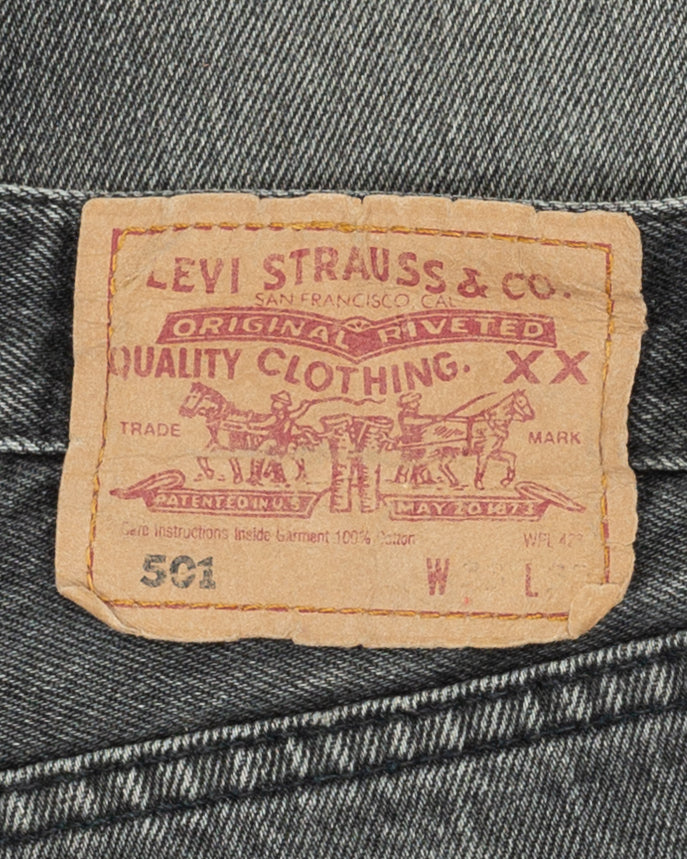 LEVI STRAUSS & CO.
SAN FRANCISCO, CAL
ORIGINAL RIVETED
QUALITY CLOTHING. XX
TRADE MARK
PATENTED IN U.S MAY 20 1873
Care Instructions Inside Garment 100% Cotton WPL 423
501 W L